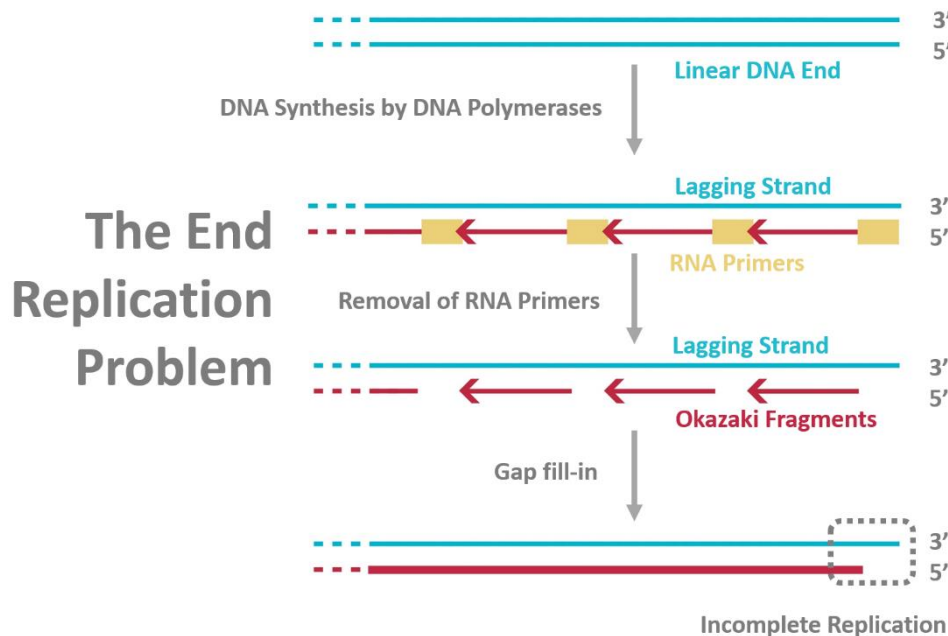 3'
5'
Linear DNA End
DNA Synthesis by DNA Polymerases
Lagging Strand
3'
5'
RNA Primers
The End
Replication
Problem
Removal of RNA Primers
Lagging Strand
3'
5'
Okazaki Fragments
Gap fill-in
3'
5'
Incomplete Replication